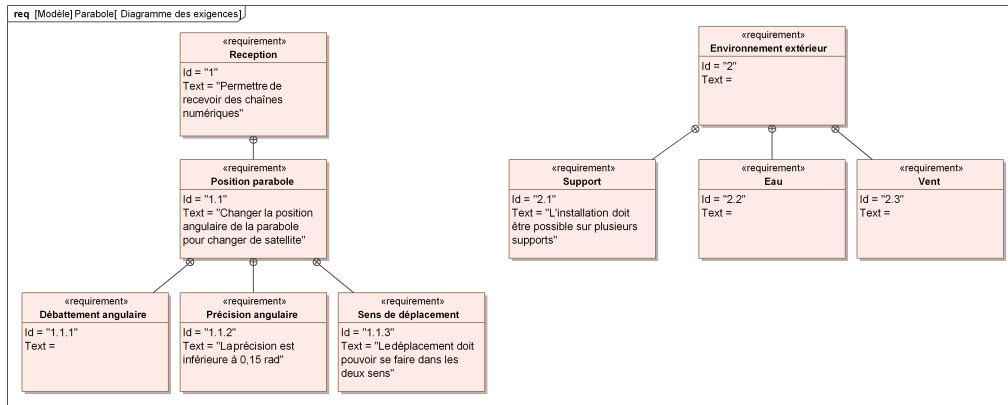 req [Modèle] Parabole[ Diagramme des exigences]
«requirement»
Reception
Id = "1"
Text = "Permettre de
recevoir des chaînes
numériques"
«requirement»
Position parabole
Id = "1.1"
Text = "Changer la position
angulaire de la parabole
pour changer de satellite"
«requirement»
Débattement angulaire
Id = "1.1.1"
Text =
«requirement»
Précision angulaire
Id = "1.1.2"
Text = "La précision est
inférieure à 0,15 rad"
«requirement»
Sens de déplacement
Id = "1.1.3"
Text = "Le déplacement doit
pouvoir se faire dans les
deux sens"
«requirement»
Environnement extérieur
Id = "2"
Text =
«requirement»
Support
Id = "2.1"
Text = "L'installation doit
être possible sur plusieurs
supports"
«requirement»
Eau
Id = "2.2"
Text =
«requirement»
Vent
Id = "2.3"
Text =